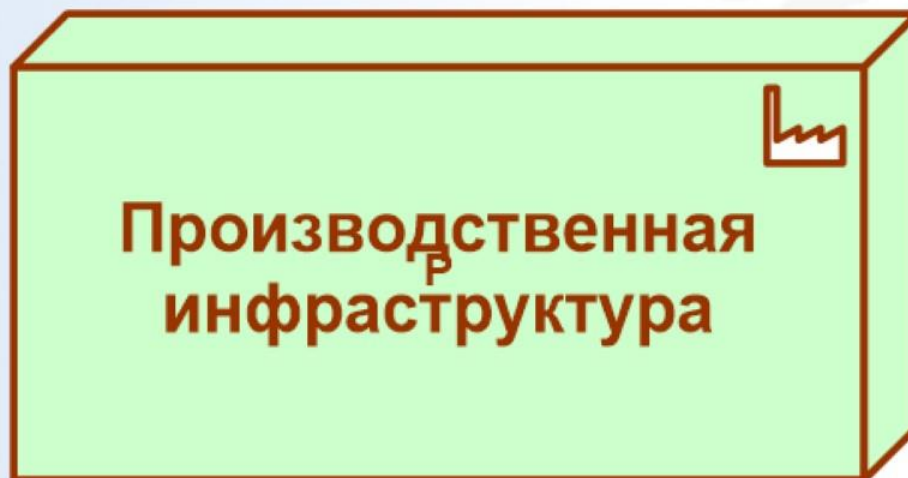 Производственная
Р
инфраструктура